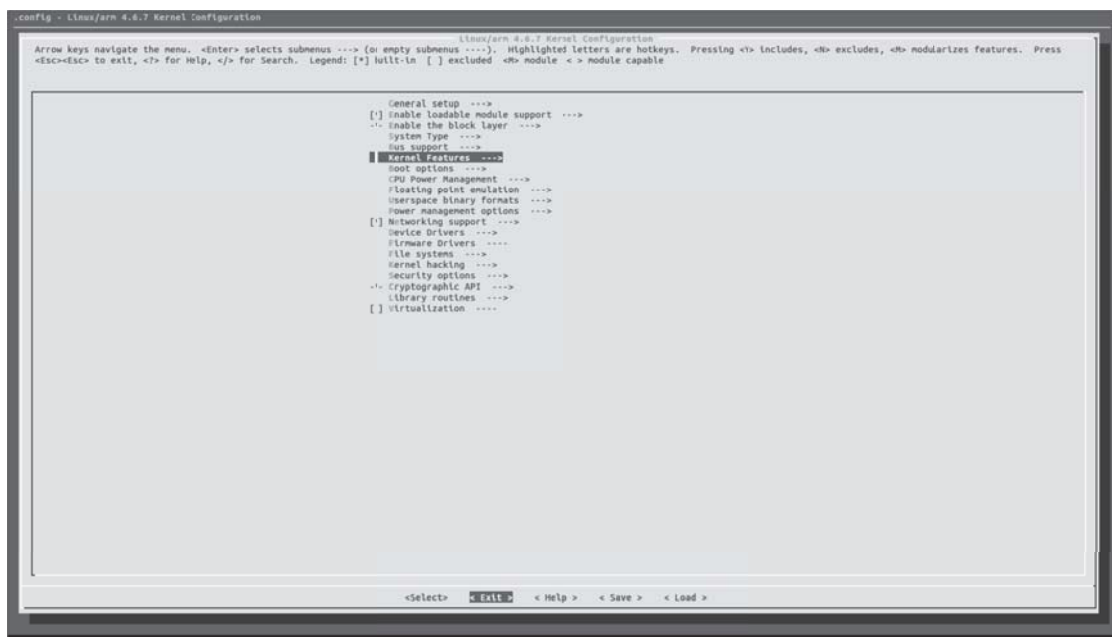 .config - Linux/arm 4.6.7 Kernel Configuration
Linux/arm 4.6.7 Kernel Configuration
Arrow keys navigate the menu. <Enter> selects submenus ---> (or empty submenus ----). Highlighted letters are hotkeys. Pressing <Y> includes, <N> excludes, <M> modularizes features. Press
<Esc><Esc> to exit, <?> for Help, </> for Search. Legend: [*] built-in [ ] excluded <M> module < > module capable
General setup --->
[*] Enable loadable module support --->
-*- Enable the block layer --->
System Type --->
Bus support --->
Kernel Features --->
Boot options --->
CPU Power Management --->
Floating point emulation --->
Userspace binary formats --->
Power management options --->
[*] Networking support --->
Device Drivers --->
Firmware Drivers ----
File systems --->
Kernel hacking --->
Security options --->
-*- Cryptographic API --->
Library routines --->
[ ] Virtualization ----
<Select> < Exit > < Help > < Save > < Load >